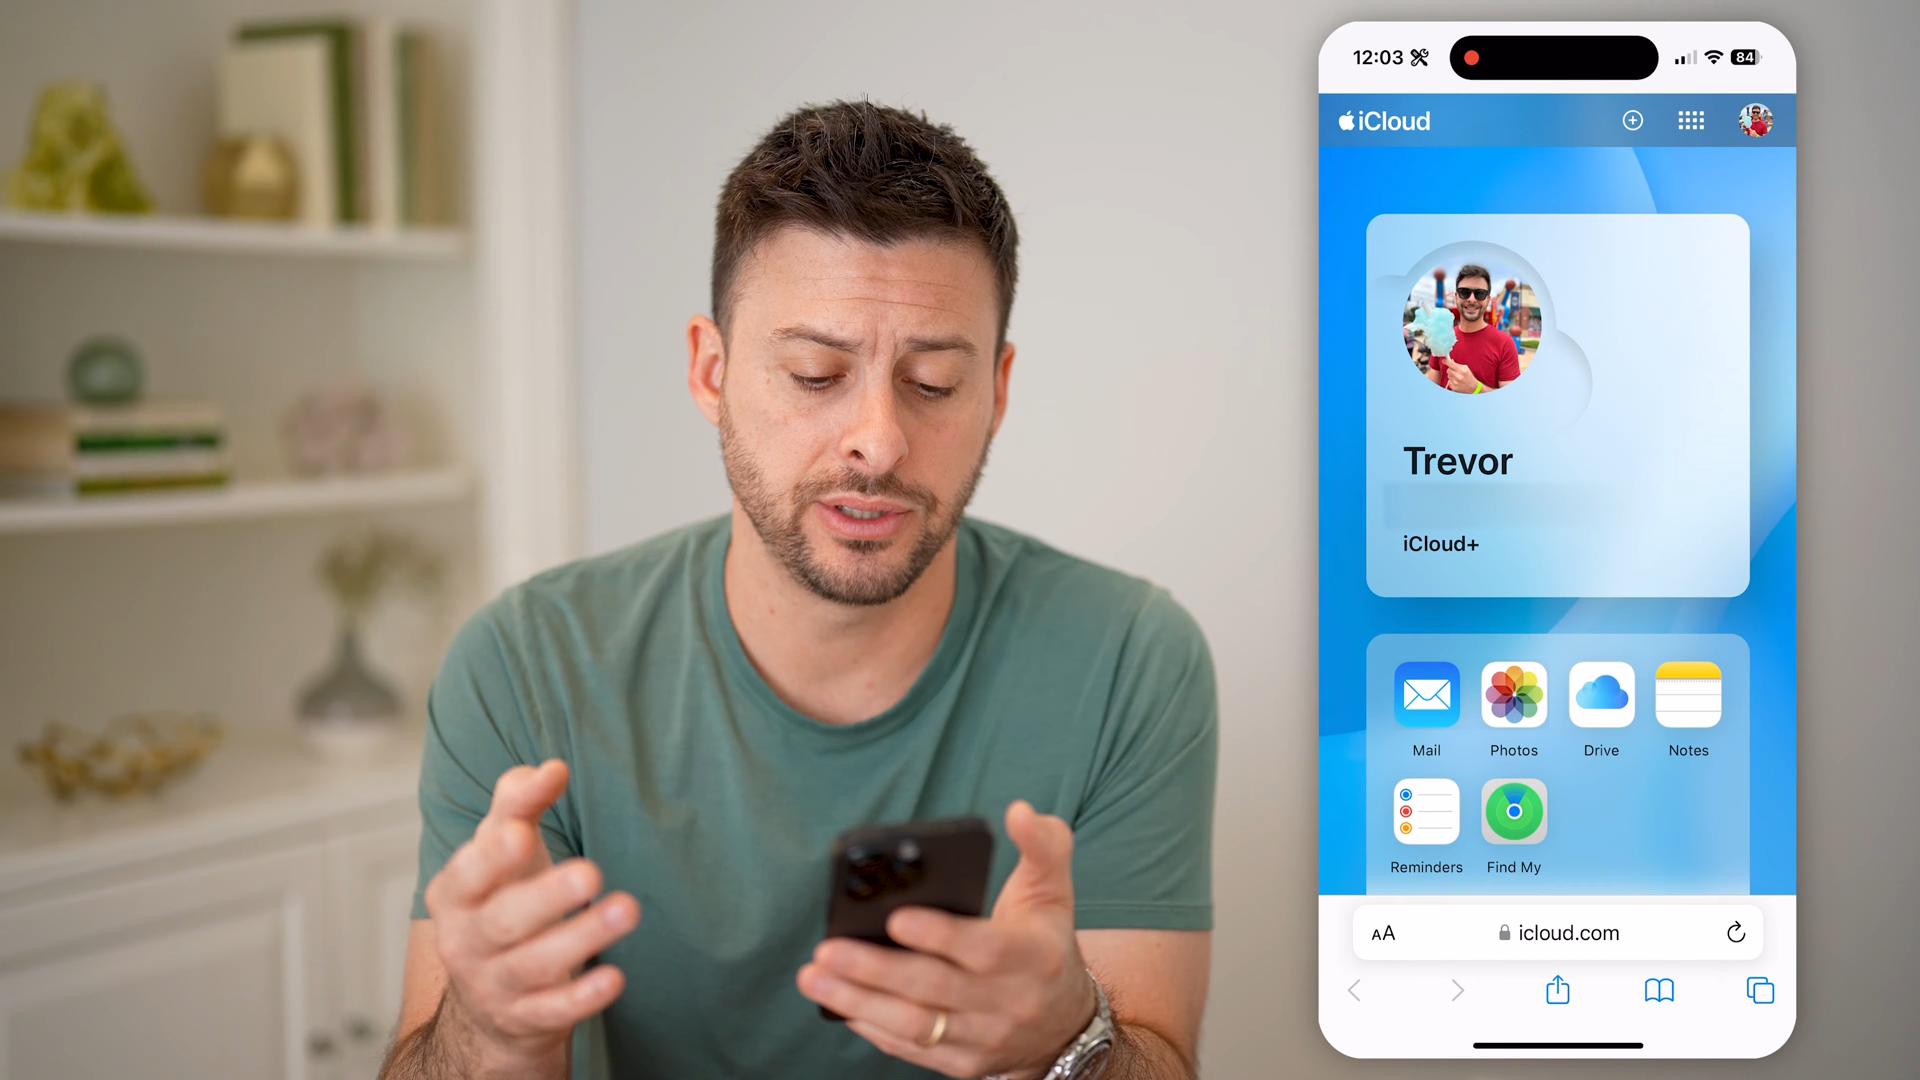 12:03
84
iCloud
Trevor
iCloud+
Mail Photos Drive Notes
Reminders Find My
AA icloud.com